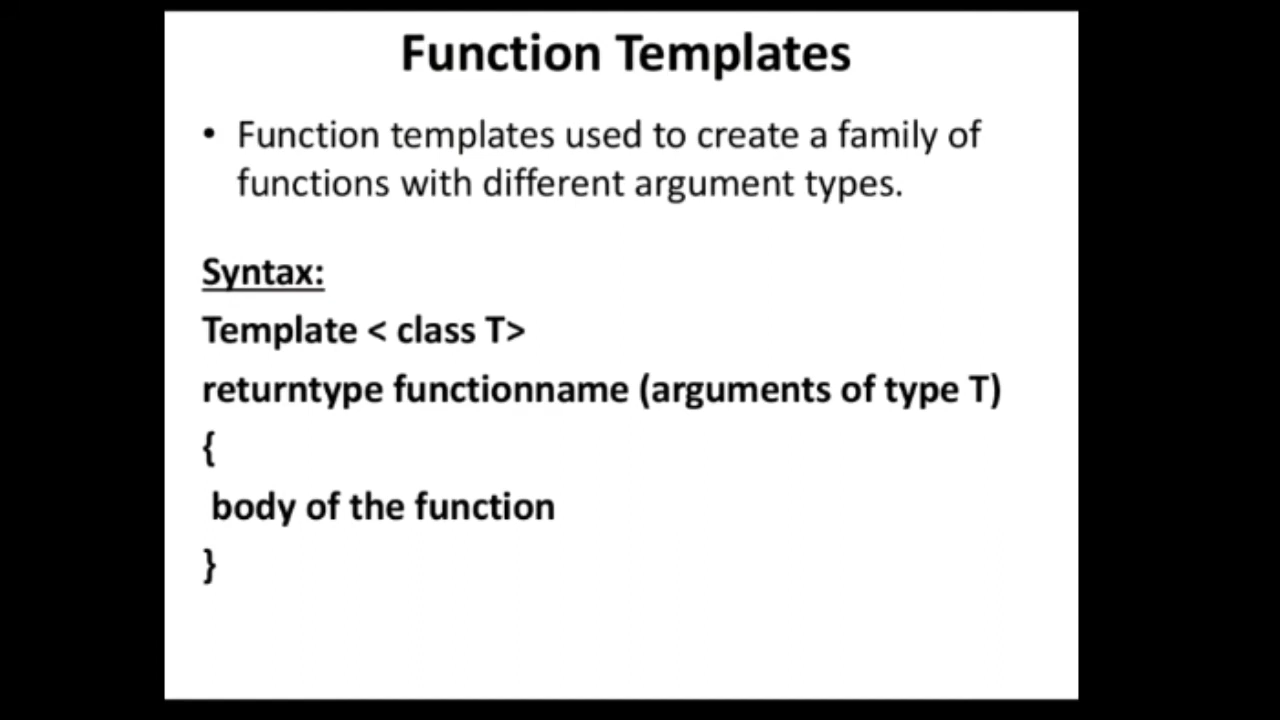 Function Templates
• Function templates used to create a family of
functions with different argument types.
Syntax:
Template < class T>
returntype functionname (arguments of type T)
{
body of the function
}